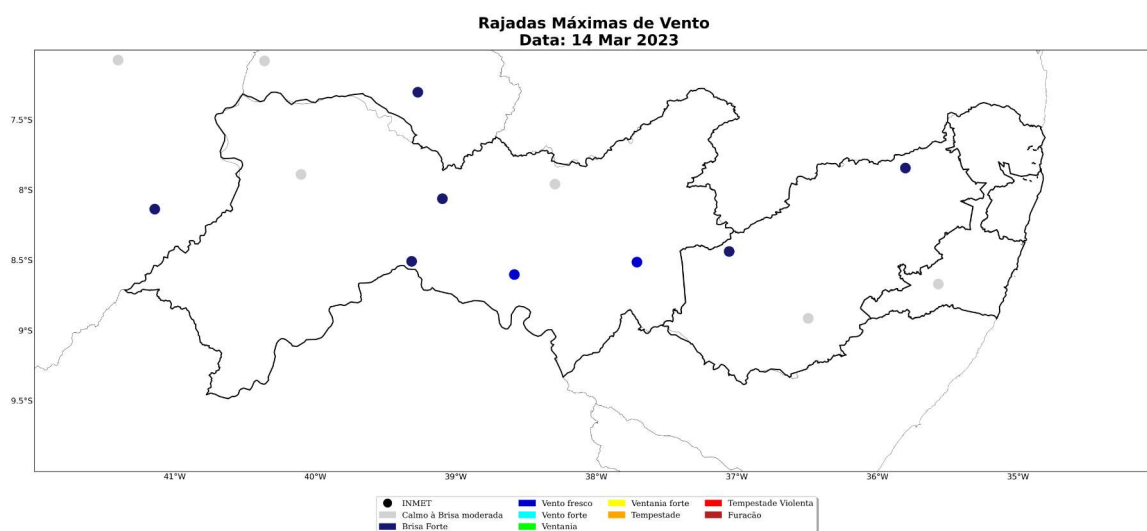 Rajadas Máximas de Vento
Data: 14 Mar 2023
7.5°S
8°S
8.5°S
9°S
9.5°S
41°W 40°W 39°W 38°W 37°W 36°W 35°W
INMET
Calmo à Brisa moderada
Brisa Forte
Vento fresco
Vento forte
Ventania
Ventania forte
Tempestade
Tempestade Violenta
Furacão